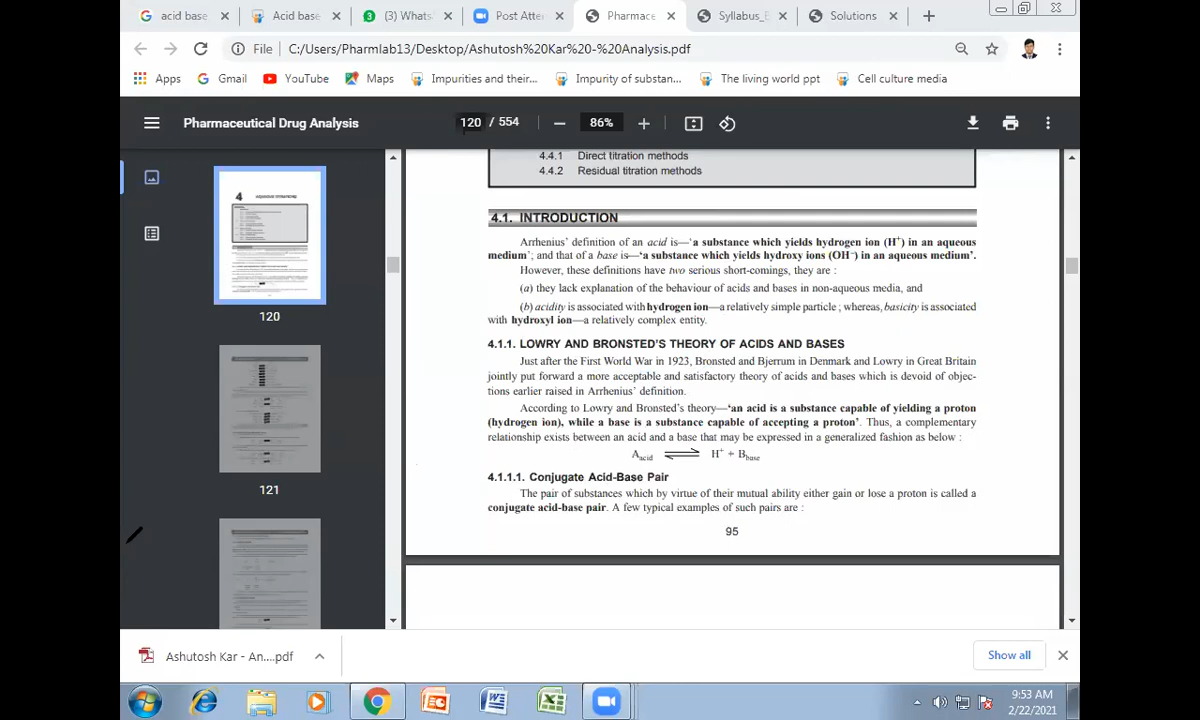 acid base
Acid base
(3) Whats
Post Atte
Pharmace
Syllabus_
Solutions
File C:/Users/Pharmlab13/Desktop/Ashutosh%20Kar%20-%20Analysis.pdf
Apps Gmail YouTube Maps Impurities and their... Impurity of substan... The living world ppt Cell culture media
Pharmaceutical Drug Analysis 120 / 554 86%
4.4.1 Direct titration methods
4.4.2 Residual titration methods
4.1. INTRODUCTION
Arrhenius' definition of an acid is—'a substance which yields hydrogen ion (H+) in an aqueous
medium'; and that of a base is—'a substance which yields hydroxy ions (OH–) in an aqueous medium'.
However, these definitions have two serious short-comings, they are :
(a) they lack explanation of the behaviour of acids and bases in non-aqueous media, and
(b) acidity is associated with hydrogen ion—a relatively simple particle ; whereas, basicity is associated
with hydroxyl ion—a relatively complex entity.
4.1.1. LOWRY AND BRONSTED'S THEORY OF ACIDS AND BASES
Just after the First World War in 1923, Bronsted and Bjerrum in Denmark and Lowry in Great Britain
jointly put forward a more acceptable and satisfactory theory of acids and bases which is devoid of objec-
tions earlier raised in Arrhenius' definition.
According to Lowry and Bronsted's theory—'an acid is a substance capable of yielding a proton
(hydrogen ion), while a base is a substance capable of accepting a proton'. Thus, a complementary
relationship exists between an acid and a base that may be expressed in a generalized fashion as below :
Aacid ⇌ H+ + Bbase
4.1.1.1. Conjugate Acid-Base Pair
The pair of substances which by virtue of their mutual ability either gain or lose a proton is called a
conjugate acid-base pair. A few typical examples of such pairs are :
95
4
120
121
Ashutosh Kar - An....pdf
Show all
9:53 AM
2/22/2021